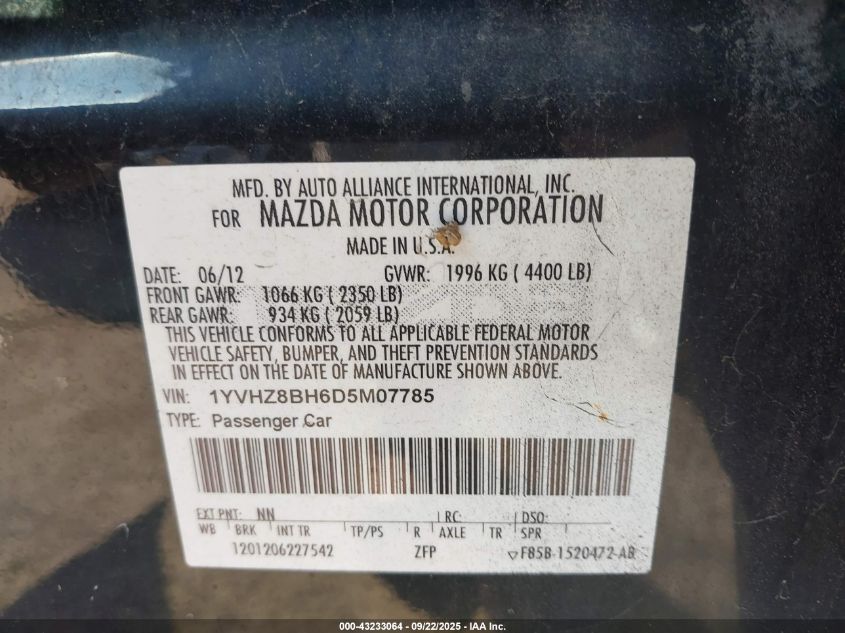 MFD. BY AUTO ALLIANCE INTERNATIONAL, INC.
FOR MAZDA MOTOR CORPORATION
MADE IN U.S.A.
DATE: 06/12 GVWR: 1996 KG ( 4400 LB)
FRONT GAWR: 1066 KG ( 2350 LB)
REAR GAWR: 934 KG ( 2059 LB)
THIS VEHICLE CONFORMS TO ALL APPLICABLE FEDERAL MOTOR
VEHICLE SAFETY, BUMPER, AND THEFT PREVENTION STANDARDS
IN EFFECT ON THE DATE OF MANUFACTURE SHOWN ABOVE.
VIN: 1YVHZ8BH6D5M07785
TYPE: Passenger Car
EXT PNT: NN RC: DSO:
WB BRK INT TR TP/PS R AXLE TR SPR
1201206227542 ZFP F85B-1520472-AB
000-43233064 - 09/22/2025 - IAA Inc.